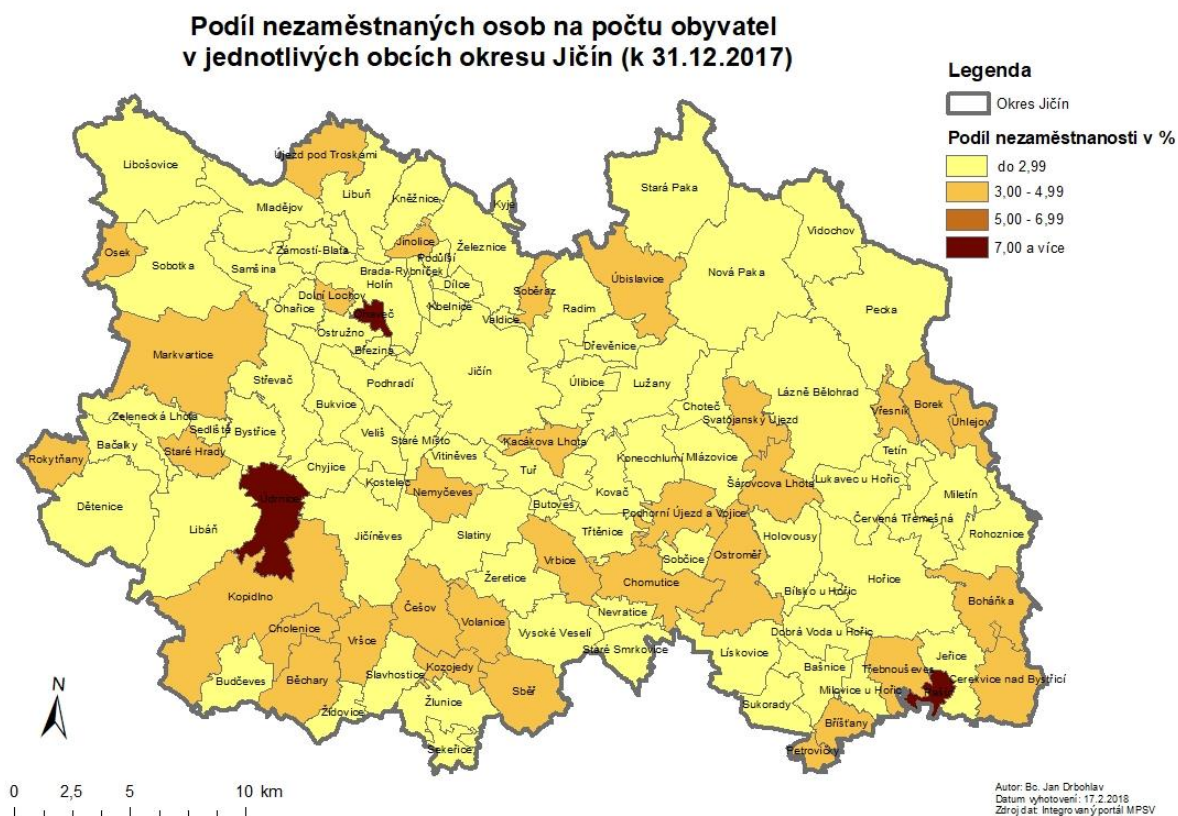 Podíl nezaměstnaných osob na počtu obyvatel
v jednotlivých obcích okresu Jičín (k 31.12.2017)
Legenda
Okres Jičín
Podíl nezaměstnanosti v %
do 2,99
3,00 - 4,99
5,00 - 6,99
7,00 a více
Libošovice
Újezd pod Troskami
Libuň
Kněžnice
Kyje
Stará Paka
Mladějov
Vidochov
Osek
Sobotka
Samšina
Zámostí-Blata
Jinolice
Podůlší
Železnice
Brada-Rybníček
Holín
Dílce
Soběraz
Úbislavice
Nová Paka
Pecka
Dolní Lochov
Ohařice
Kbelnice
Valdice
Radim
Ostružno
Březina
Dřevěnice
Markvartice
Střevač
Podhradí
Jičín
Úlibice
Lužany
Lázně Bělohrad
Bukvice
Choteč
Vřesník
Borek
Úhlejov
Zelenecká Lhota
Sedliště
Bystřice
Veliš
Staré Místo
Kacákova Lhota
Svatojanský Újezd
Bačalky
Staré Hrady
Vitiněves
Konecchlumí
Mlázovice
Tetín
Rokytňany
Chyjice
Tuř
Kostelec
Nemyčeves
Kovač
Šárovcova Lhota
Lukavec u Hořic
Miletín
Dětenice
Libáň
Butoves
Podhorní Újezd a Vojice
Červená Třemešná
Rohoznice
Jičíněves
Slatiny
Třtěnice
Holovousy
Vrbice
Sobčice
Ostroměř
Žeretice
Chomutice
Hořice
Bílsko u Hořic
Kopidlno
Češov
Boháňka
Cholenice
Vršce
Volanice
Nevratice
Vysoké Veselí
Dobrá Voda u Hořic
Staré Smrkovice
Lískovice
Jeřice
Bašnice
Třebnouševes
Kozojedy
Slavhostice
Budčeves
Běchary
Cerekvice nad Bystřicí
Sběř
Milovice u Hořic
Žlunice
Sukorady
Židovice
Bříšťany
Sekeřice
Petrovičky
N
0 2,5 5 10 km
Autor: Bc. Jan Drbohlav
Datum vyhotovení: 17.2.2018
Zdroj dat: Integrovaný portál MPSV